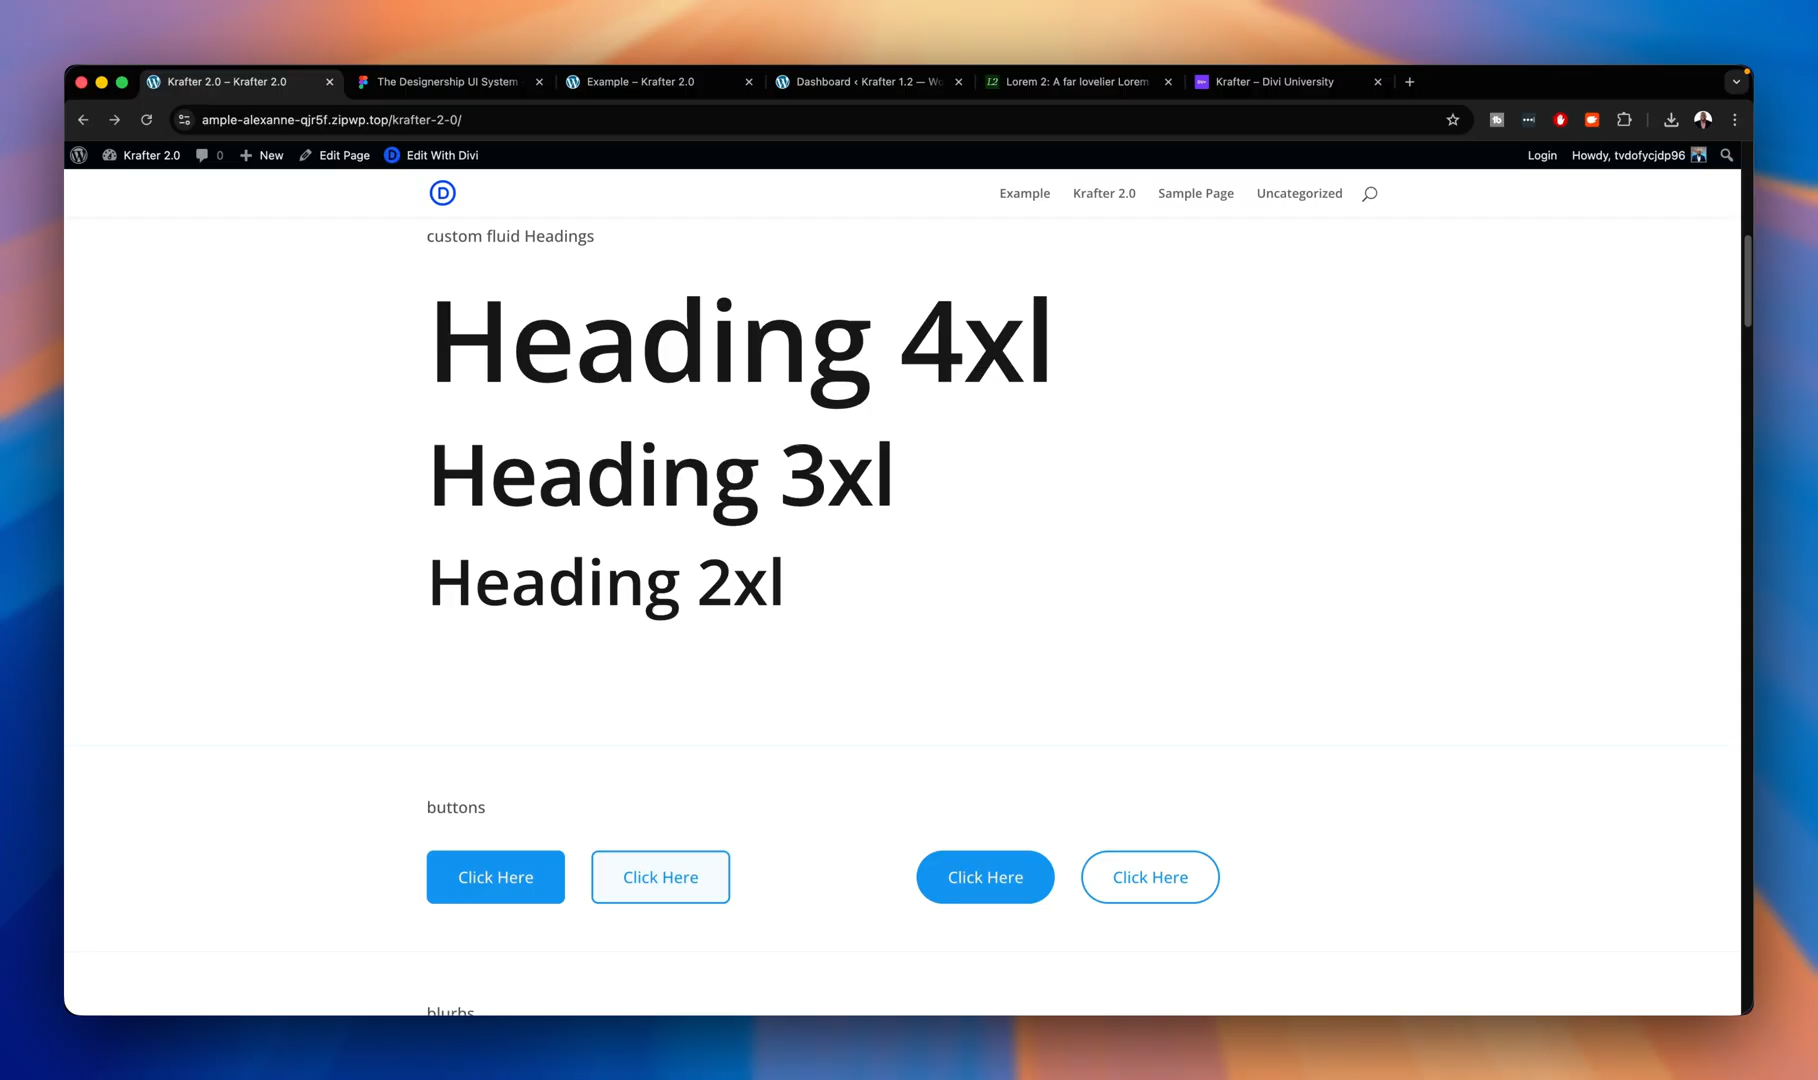 Krafter 2.0 – Krafter 2.0
The Designership UI System
Example – Krafter 2.0
Dashboard ‹ Krafter 1.2 — Wo
Lorem 2: A far lovelier Lorem
Krafter – Divi University
ample-alexanne-qjr5f.zipwp.top/krafter-2-0/
Krafter 2.0 0 New Edit Page D Edit With Divi Login Howdy, tvdofycjdp96
D Example Krafter 2.0 Sample Page Uncategorized
custom fluid Headings
Heading 4xl
Heading 3xl
Heading 2xl
buttons
Click Here Click Here Click Here Click Here
blurbs